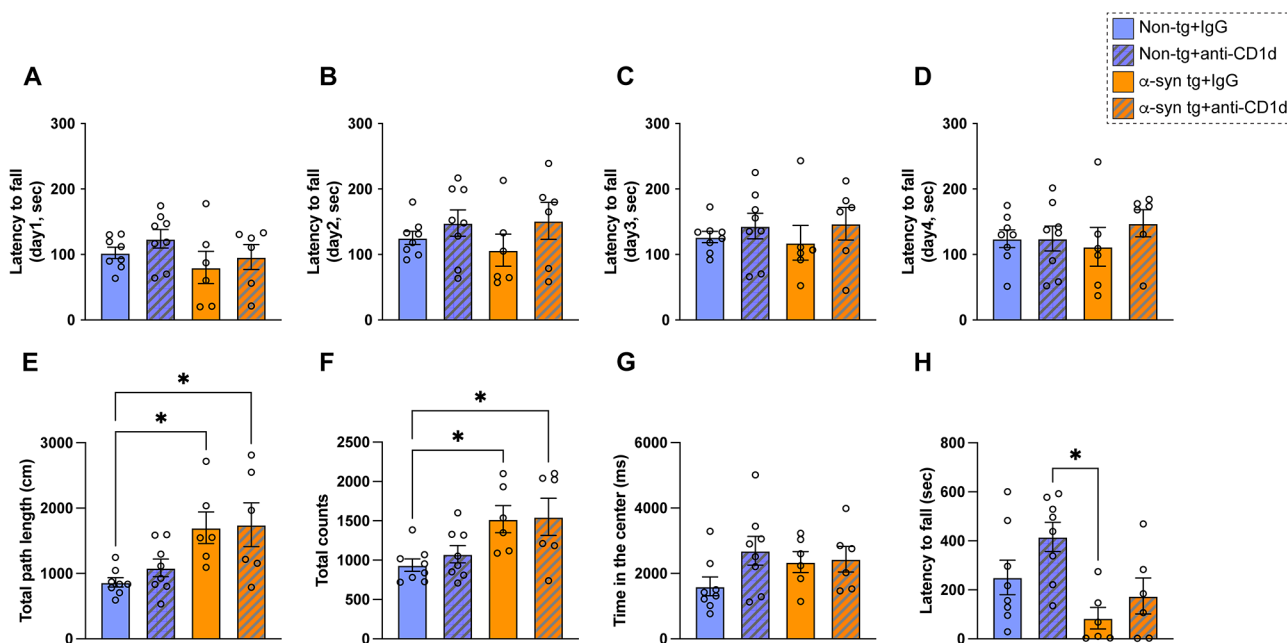 Non-tg+IgG
Non-tg+anti-CD1d
α-syn tg+IgG
α-syn tg+anti-CD1d
A
B
C
D
Latency to fall
(day1, sec)
300
200
100
0
Latency to fall
(day2, sec)
300
200
100
0
Latency to fall
(day3, sec)
300
200
100
0
Latency to fall
(day4, sec)
300
200
100
0
E
F
G
H
Total path length (cm)
3000
2000
1000
0
*
*
Total counts
2500
2000
1500
1000
500
0
*
*
Time in the center (ms)
6000
4000
2000
0
Latency to fall (sec)
800
600
400
200
0
*